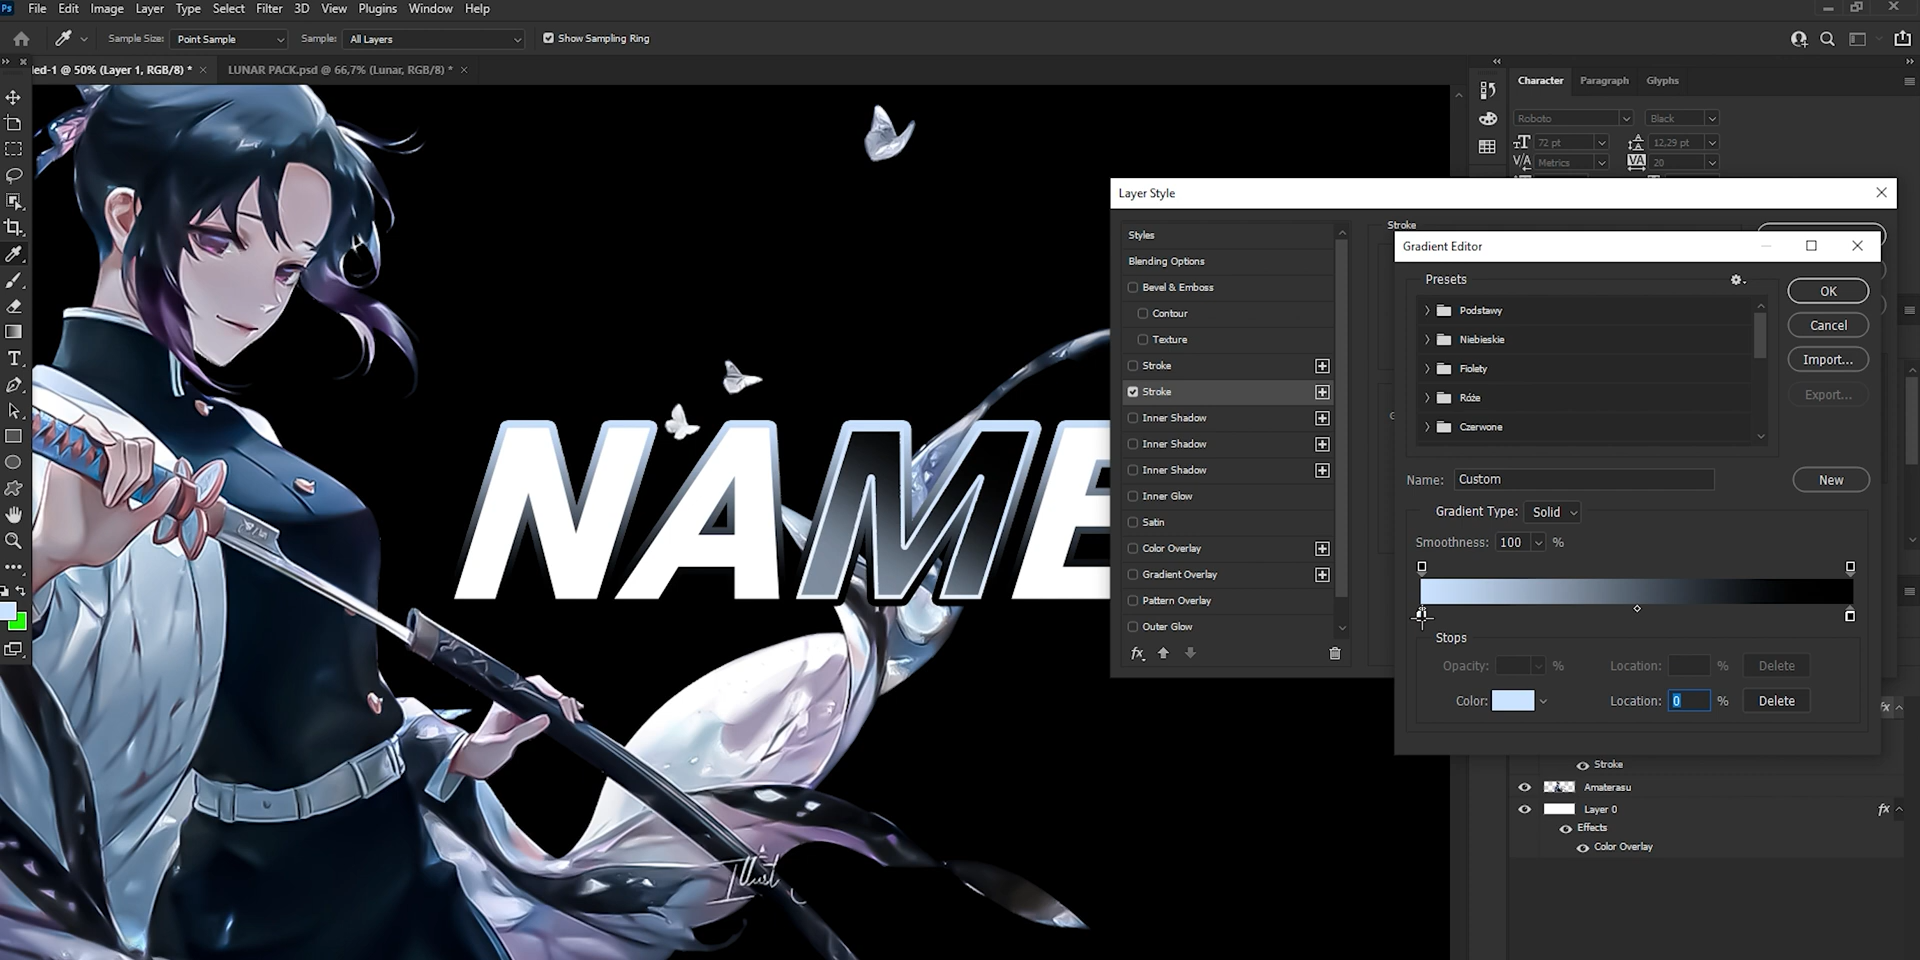 Ps File Edit Image Layer Type Select Filter 3D View Plugins Window Help
Sample Size: Point Sample Sample: All Layers Show Sampling Ring
led-1 @ 50% (Layer 1, RGB/8) * LUNAR PACK.psd @ 66,7% (Lunar, RGB/8) *
Character Paragraph Glyphs
Roboto Black
72 pt 12,29 pt
Metrics 20
NAME
Illust
Layer Style
Styles
Blending Options
Bevel & Emboss
Contour
Texture
Stroke
Stroke
Inner Shadow
Inner Shadow
Inner Shadow
Inner Glow
Satin
Color Overlay
Gradient Overlay
Pattern Overlay
Outer Glow
fx
Stroke
Gradient Editor
Presets
Podstawy
Niebieskie
Fiolety
Róże
Czerwone
OK
Cancel
Import...
Export...
Name: Custom New
Gradient Type: Solid
Smoothness: 100 %
Stops
Opacity: % Location: % Delete
Color: Location: 0 % Delete
fx
Stroke
Amaterasu
Layer 0 fx
Effects
Color Overlay